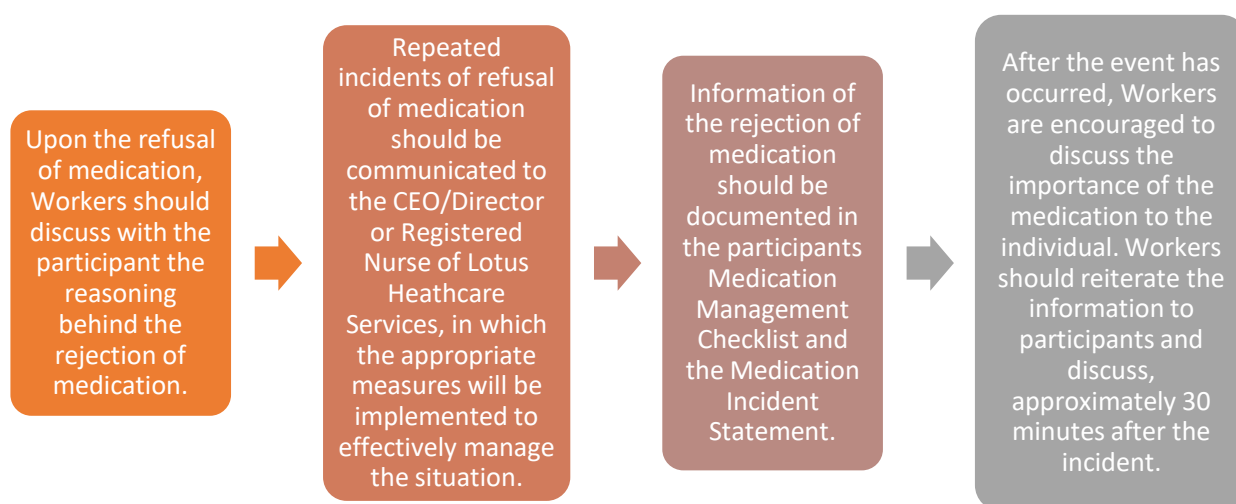 Upon the refusal
of medication,
Workers should
discuss with the
participant the
reasoning
behind the
rejection of
medication.
Repeated
incidents of refusal
of medication
should be
communicated to
the CEO/Director
or Registered
Nurse of Lotus
Heathcare
Services, in which
the appropriate
measures will be
implemented to
effectively manage
the situation.
Information of
the rejection of
medication
should be
documented in
the participants
Medication
Management
Checklist and
the Medication
Incident
Statement.
After the event has
occurred, Workers
are encouraged to
discuss the
importance of the
medication to the
individual. Workers
should reiterate the
information to
participants and
discuss,
approximately 30
minutes after the
incident.